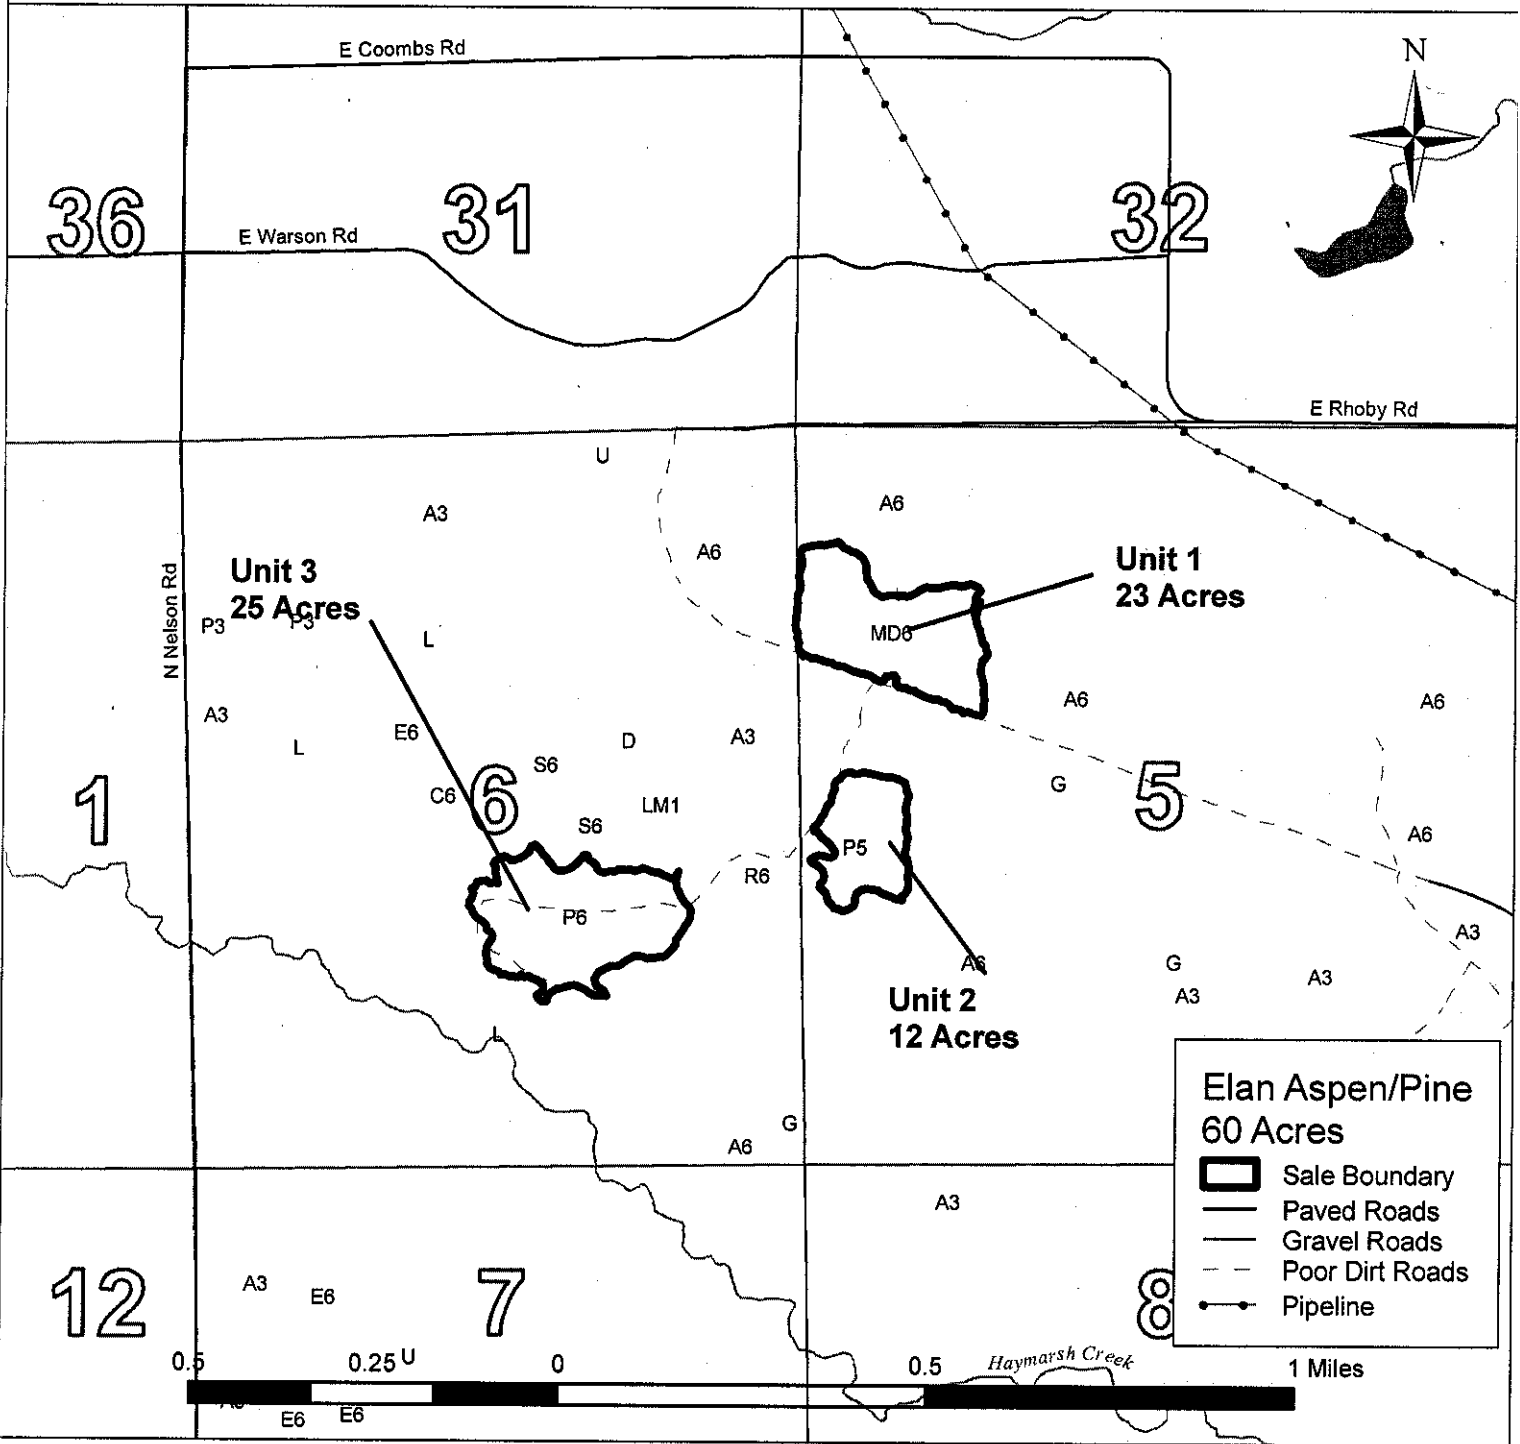 E Coombs Rd
N
36
31
32
E Warson Rd
E Rhoby Rd
U
A3
A6
A6
Unit 3
25 Acres
Unit 1
23 Acres
N Nelson Rd
P3
P3
L
MD6
A3
L
E6
S6
D
A3
A6
A6
1
C6
6
S6
LM1
G
5
A6
P5
R6
P6
A3
A6
G
A3
A3
Unit 2
12 Acres
L
G
A6
A3
Elan Aspen/Pine
60 Acres
Sale Boundary
Paved Roads
Gravel Roads
Poor Dirt Roads
Pipeline
12
A3
E6
7
8
0.5
0.25
U
0
0.5
Haymarsh Creek
1 Miles
E6
E6